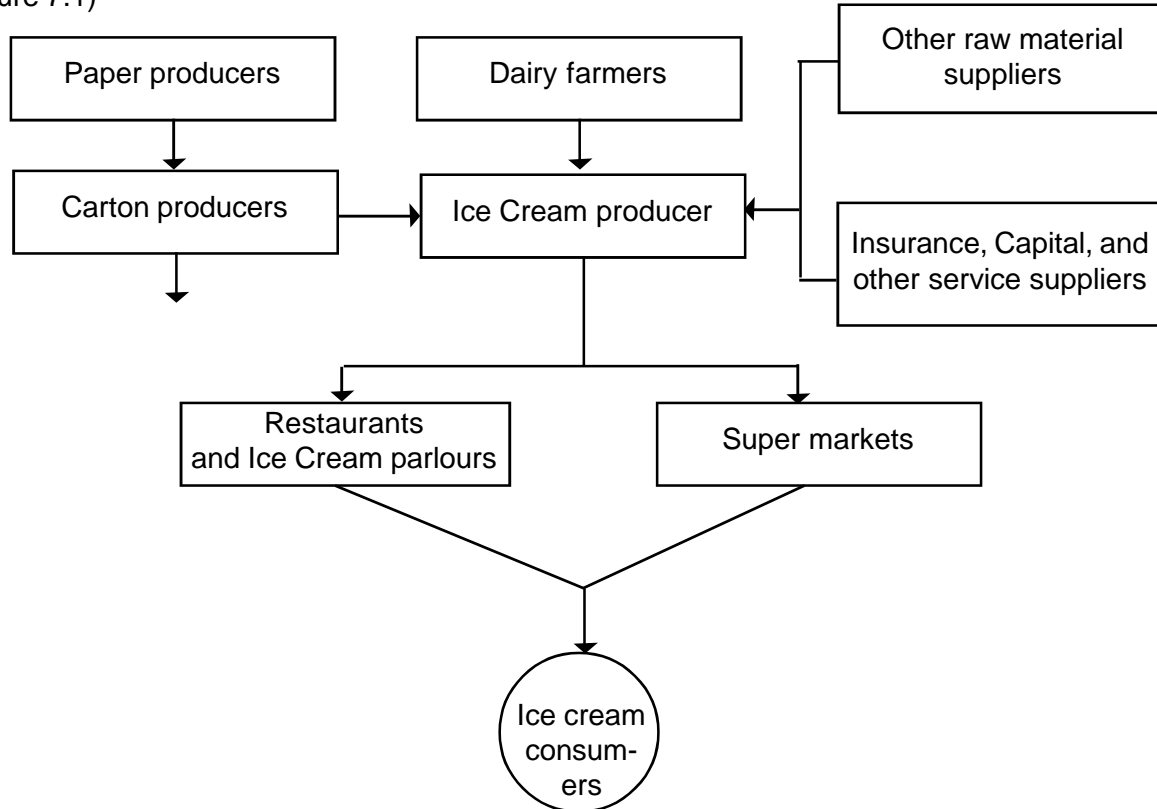 ure 7.1)
Paper producers
Dairy farmers
Other raw material
suppliers
Carton producers
Ice Cream producer
Insurance, Capital, and
other service suppliers
Restaurants
and Ice Cream parlours
Super markets
Ice cream
consum-
ers